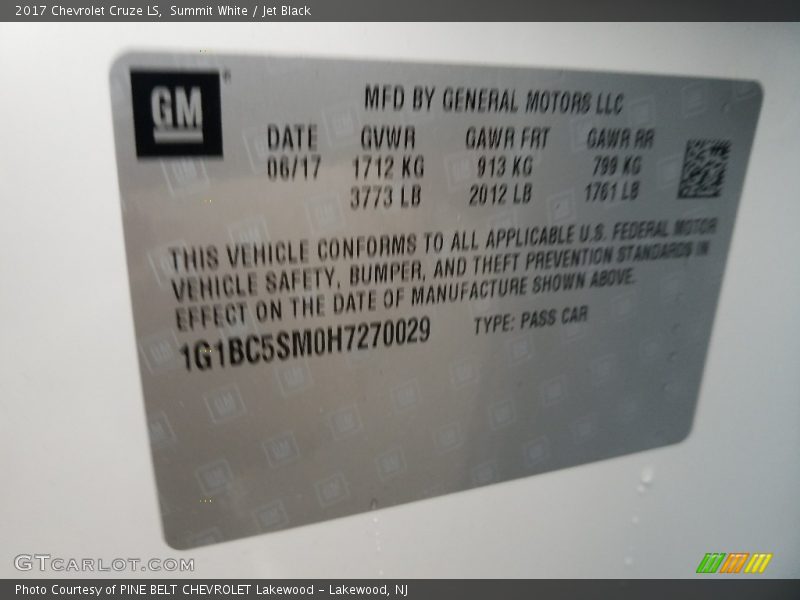 2017 Chevrolet Cruze LS,  Summit White / Jet Black
GM®
MFD BY GENERAL MOTORS LLC
DATE GVWR GAWR FRT GAWR RR
06/17 1712 KG 913 KG 799 KG
3773 LB 2012 LB 1761 LB
THIS VEHICLE CONFORMS TO ALL APPLICABLE U.S. FEDERAL MOTOR
VEHICLE SAFETY, BUMPER, AND THEFT PREVENTION STANDARDS IN
EFFECT ON THE DATE OF MANUFACTURE SHOWN ABOVE.
1G1BC5SM0H7270029 TYPE: PASS CAR
GTCARLOT.COM
Photo Courtesy of PINE BELT CHEVROLET Lakewood - Lakewood, NJ